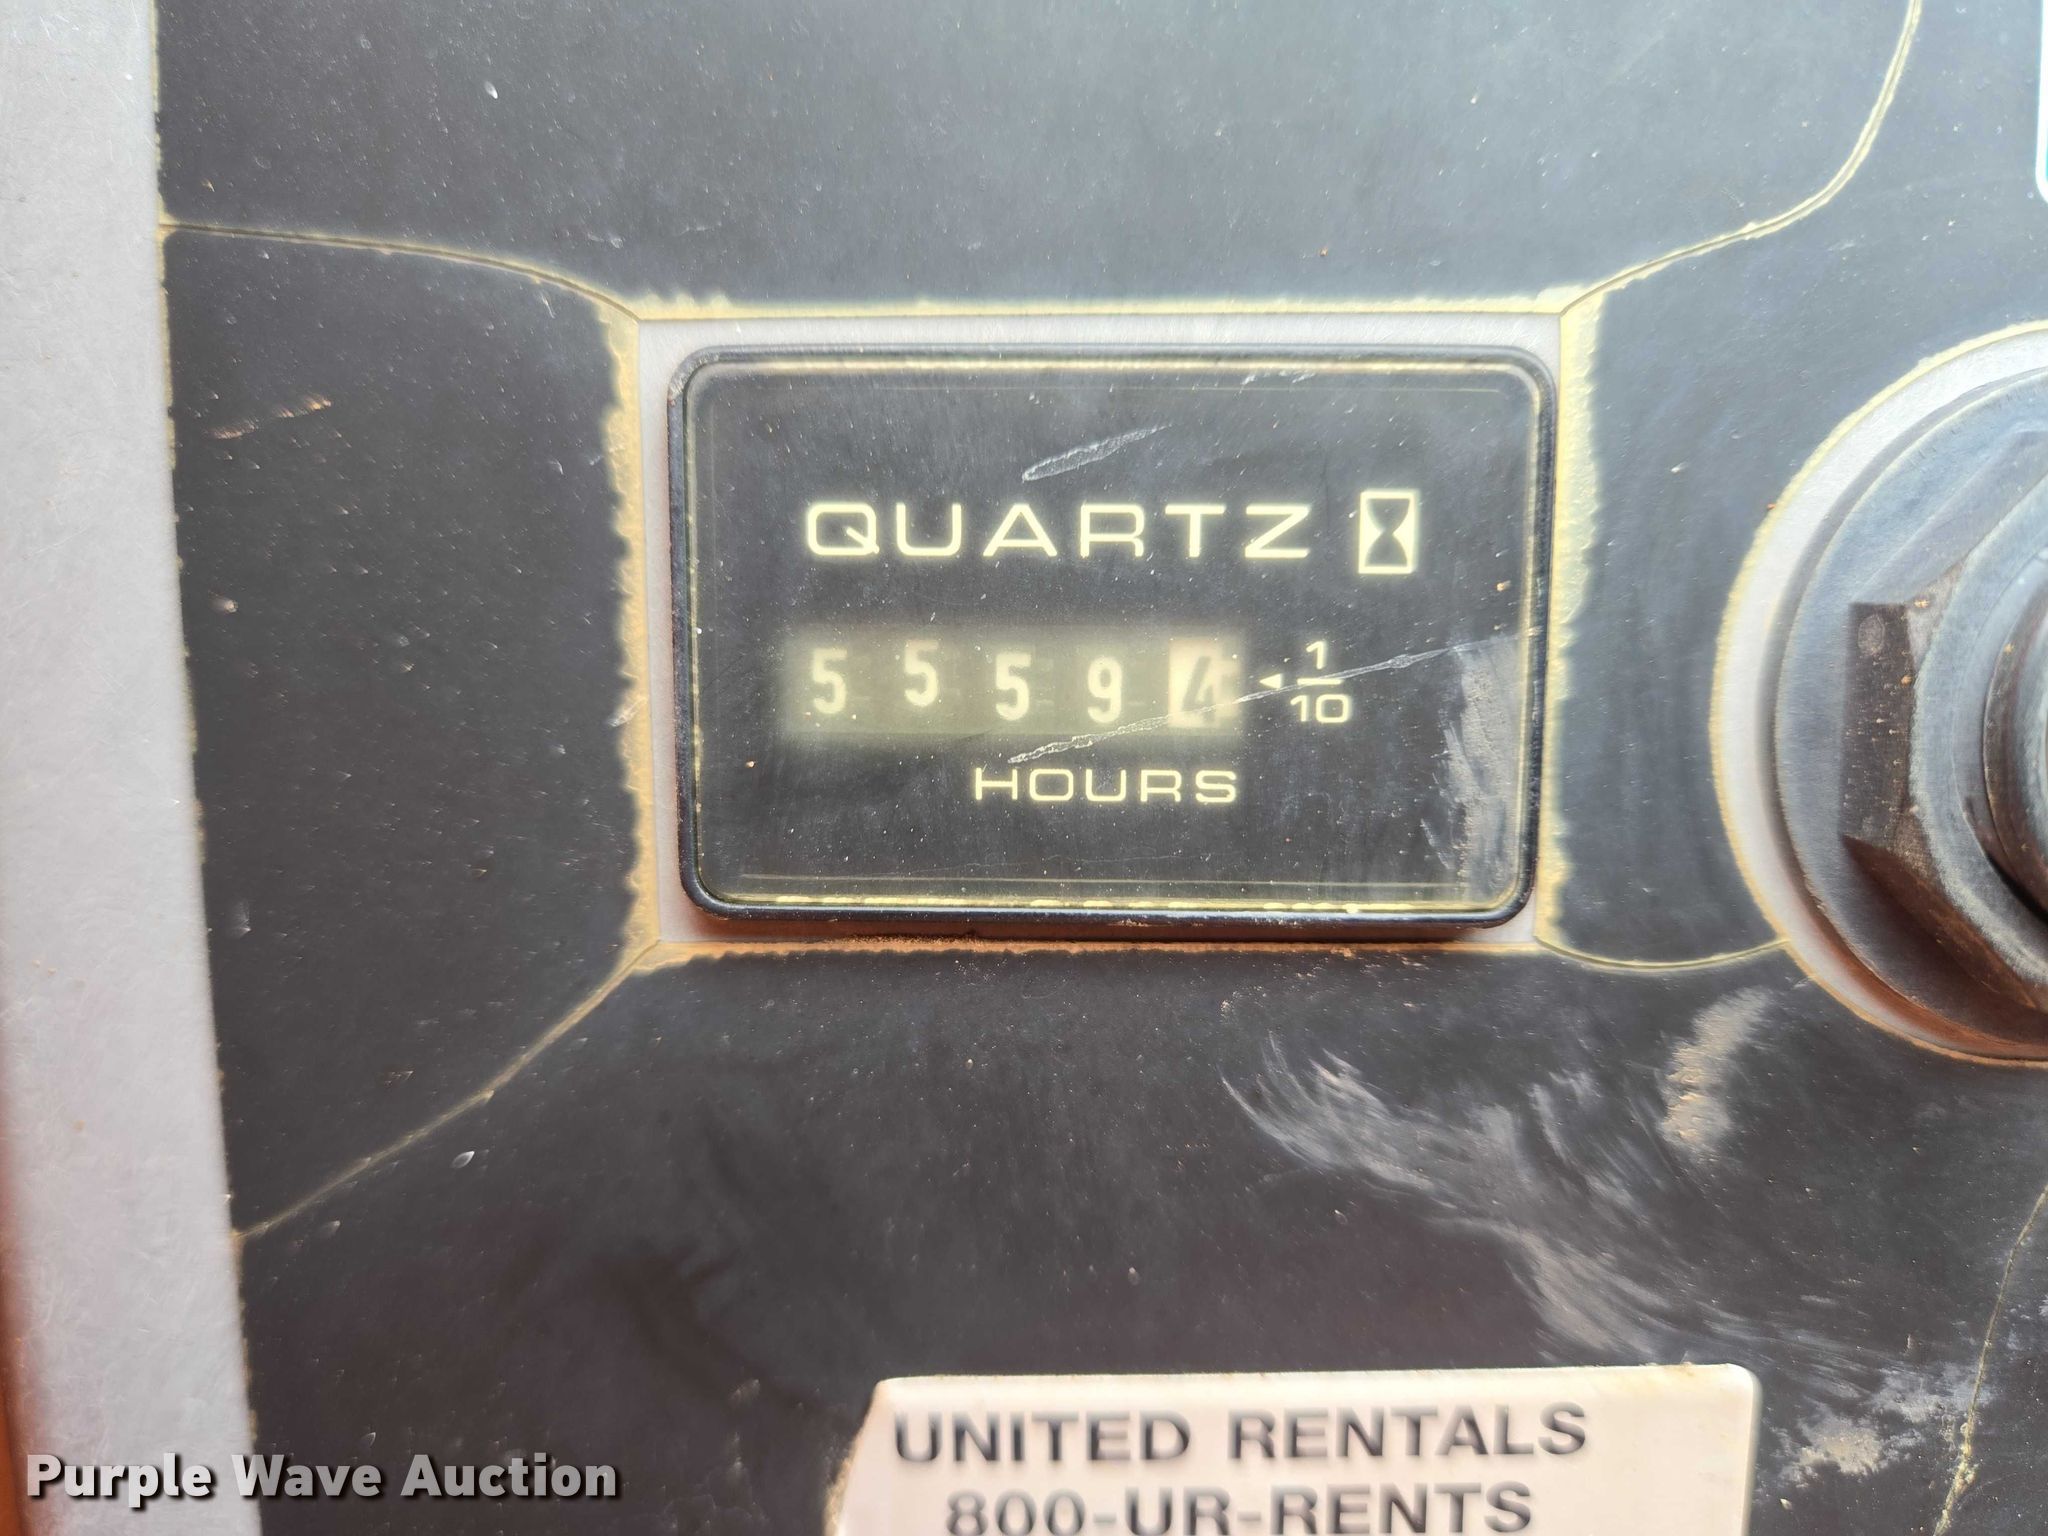 QUARTZ
55594
1
10
HOURS
UNITED RENTALS
800-UR-RENTS
Purple Wave Auction